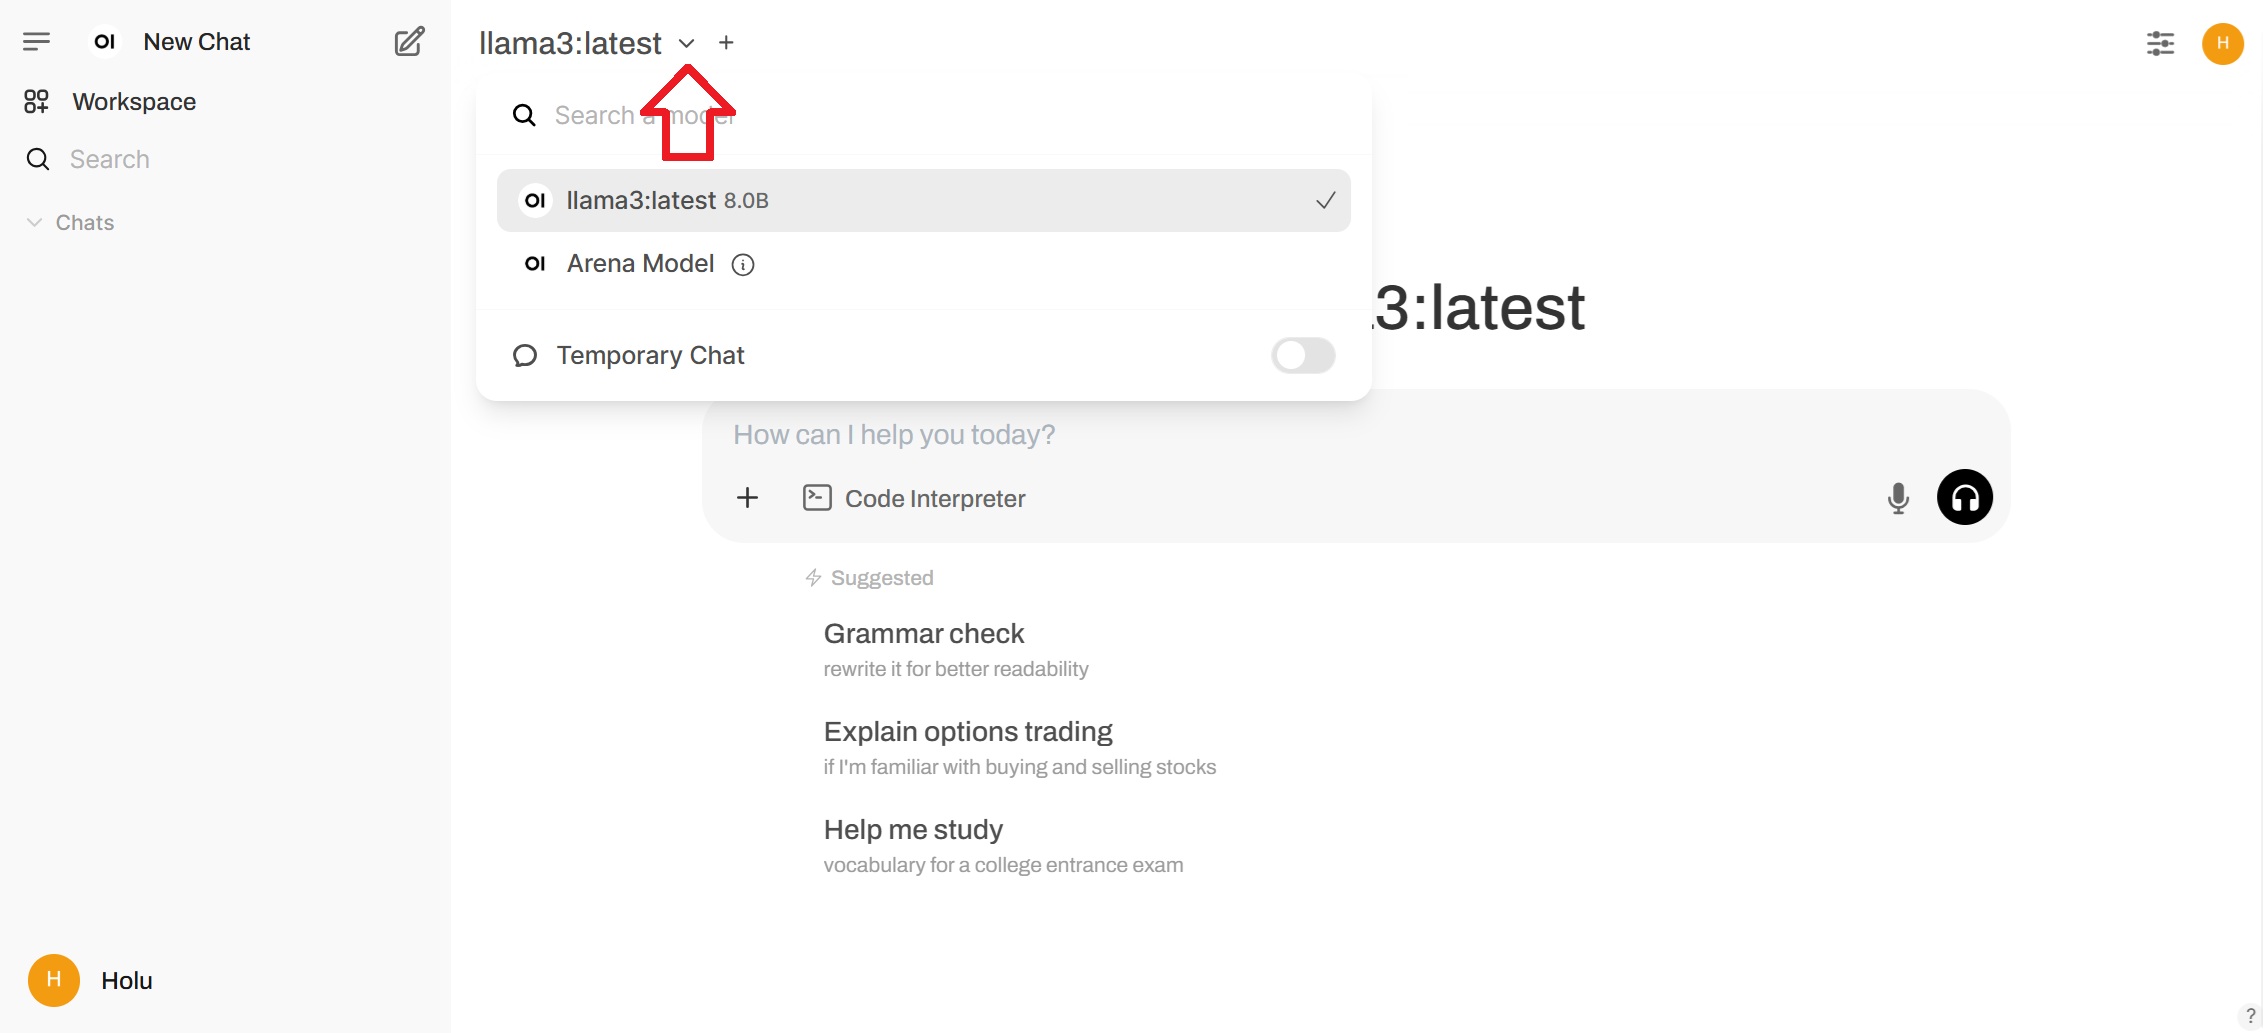 OI New Chat
Workspace
Search
Chats
H Holu
llama3:latest
H
Search a model
OI llama3:latest 8.0B
OI Arena Model
Temporary Chat
3:latest
How can I help you today?
Code Interpreter
Suggested
Grammar check
rewrite it for better readability
Explain options trading
if I'm familiar with buying and selling stocks
Help me study
vocabulary for a college entrance exam
?